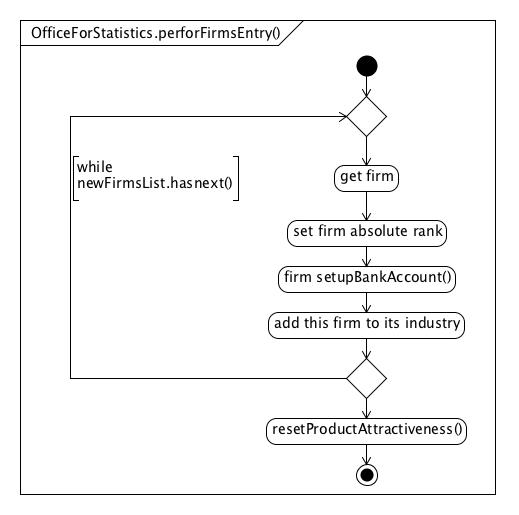 OfficeForStatistics.perforFirmsEntry()
while
newFirmsList.hasnext()
get firm
set firm absolute rank
firm setupBankAccount()
add this firm to its industry
resetProductAttractiveness()